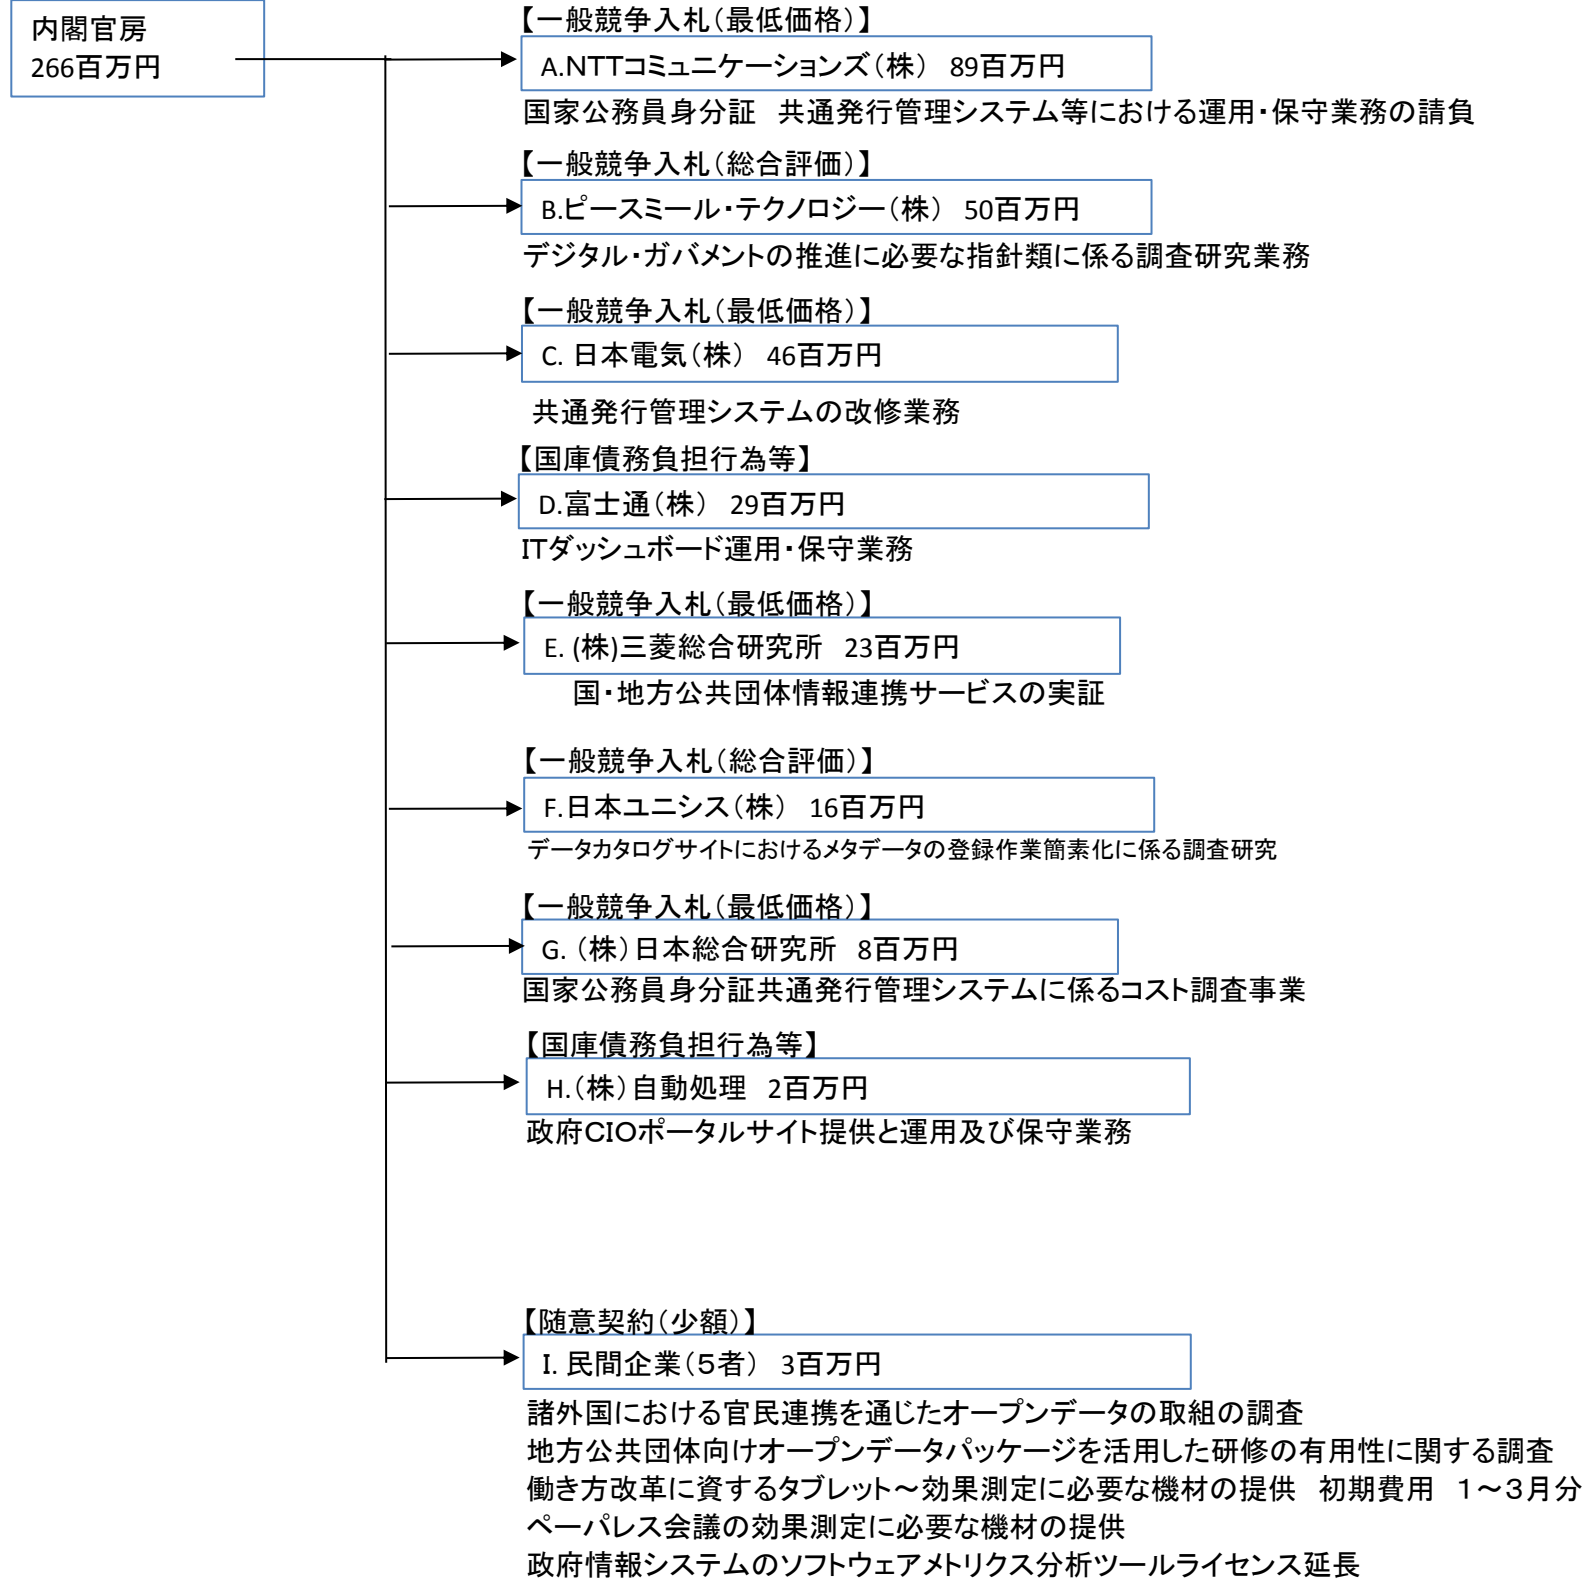 内閣官房
266百万円
【一般競争入札（最低価格）】
A.NTTコミュニケーションズ（株） 89百万円
国家公務員身分証　共通発行管理システム等における運用・保守業務の請負
【一般競争入札（総合評価）】
B.ピースミール・テクノロジー（株） 50百万円
デジタル・ガバメントの推進に必要な指針類に係る調査研究業務
【一般競争入札（最低価格）】
C. 日本電気（株） 46百万円
共通発行管理システムの改修業務
【国庫債務負担行為等】
D.富士通（株） 29百万円
ITダッシュボード運用・保守業務
【一般競争入札（最低価格）】
E. (株)三菱総合研究所 23百万円
国・地方公共団体情報連携サービスの実証
【一般競争入札（総合評価）】
F.日本ユニシス（株） 16百万円
データカタログサイトにおけるメタデータの登録作業簡素化に係る調査研究
【一般競争入札（最低価格）】
G.（株）日本総合研究所 8百万円
国家公務員身分証共通発行管理システムに係るコスト調査事業
【国庫債務負担行為等】
H.（株）自動処理 2百万円
政府CIOポータルサイト提供と運用及び保守業務
【随意契約（少額）】
I. 民間企業（５者） 3百万円
諸外国における官民連携を通じたオープンデータの取組の調査
地方公共団体向けオープンデータパッケージを活用した研修の有用性に関する調査
働き方改革に資するタブレット～効果測定に必要な機材の提供　初期費用　１～３月分
ペーパレス会議の効果測定に必要な機材の提供
政府情報システムのソフトウェアメトリクス分析ツールライセンス延長